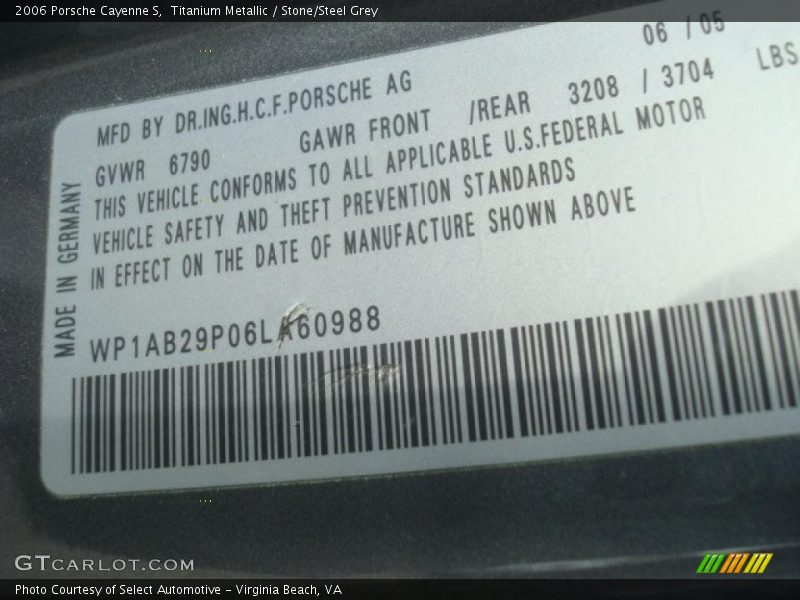 2006 Porsche Cayenne S,  Titanium Metallic / Stone/Steel Grey
06 / 05
MFD BY DR.ING.H.C.F.PORSCHE AG
GVWR 6790 GAWR FRONT /REAR 3208 / 3704 LBS
THIS VEHICLE CONFORMS TO ALL APPLICABLE U.S.FEDERAL MOTOR
VEHICLE SAFETY AND THEFT PREVENTION STANDARDS
IN EFFECT ON THE DATE OF MANUFACTURE SHOWN ABOVE
MADE IN GERMANY
WP1AB29P06LA60988
GTCARLOT.COM
Photo Courtesy of Select Automotive - Virginia Beach, VA